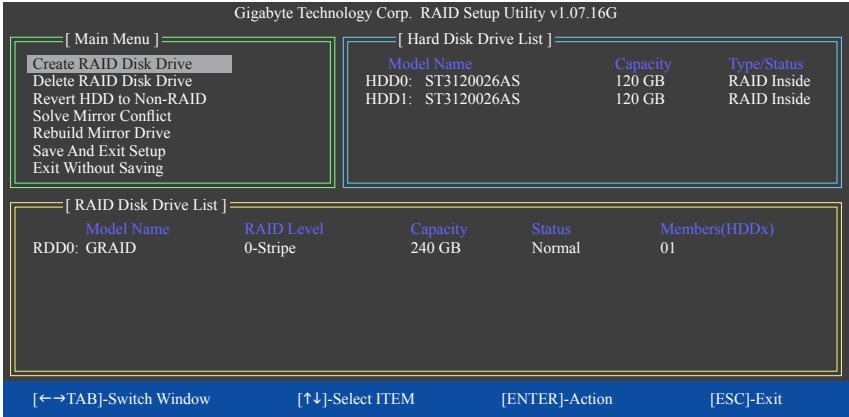 Gigabyte Technology Corp. RAID Setup Utility v1.07.16G
[ Main Menu ]
Create RAID Disk Drive
Delete RAID Disk Drive
Revert HDD to Non-RAID
Solve Mirror Conflict
Rebuild Mirror Drive
Save And Exit Setup
Exit Without Saving
[ Hard Disk Drive List ]
Model Name Capacity Type/Status
HDD0: ST3120026AS 120 GB RAID Inside
HDD1: ST3120026AS 120 GB RAID Inside
[ RAID Disk Drive List ]
Model Name RAID Level Capacity Status Members(HDDx)
RDD0: GRAID 0-Stripe 240 GB Normal 01
[←→TAB]-Switch Window [↑↓]-Select ITEM [ENTER]-Action [ESC]-Exit